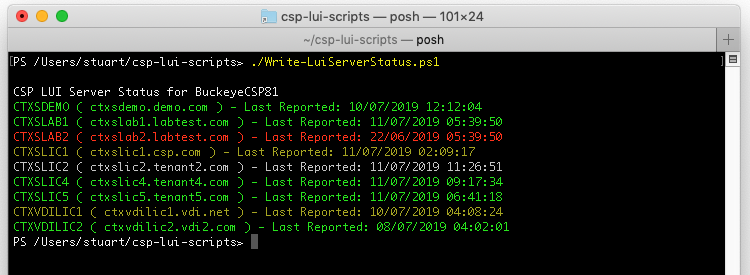 csp-lui-scripts — posh — 101×24
~/csp-lui-scripts — posh
[PS /Users/stuart/csp-lui-scripts> ./Write-LuiServerStatus.ps1 ]
CSP LUI Server Status for BuckeyeCSP81
CTXSDEMO ( ctxsdemo.demo.com ) - Last Reported: 10/07/2019 12:12:04
CTXSLAB1 ( ctxslab1.labtest.com ) - Last Reported: 11/07/2019 05:39:50
CTXSLAB2 ( ctxslab2.labtest.com ) - Last Reported: 22/06/2019 05:39:50
CTXSLIC1 ( ctxslic1.csp.com ) - Last Reported: 11/07/2019 02:09:17
CTXSLIC2 ( ctxslic2.tenant2.com ) - Last Reported: 11/07/2019 11:26:51
CTXSLIC4 ( ctxslic4.tenant4.com ) - Last Reported: 11/07/2019 09:17:34
CTXSLIC5 ( ctxslic5.tenant5.com ) - Last Reported: 11/07/2019 06:41:18
CTXVDILIC1 ( ctxvdilic1.vdi.net ) - Last Reported: 10/07/2019 04:08:24
CTXVDILIC2 ( ctxvdilic2.vdi2.com ) - Last Reported: 08/07/2019 04:02:01
PS /Users/stuart/csp-lui-scripts>